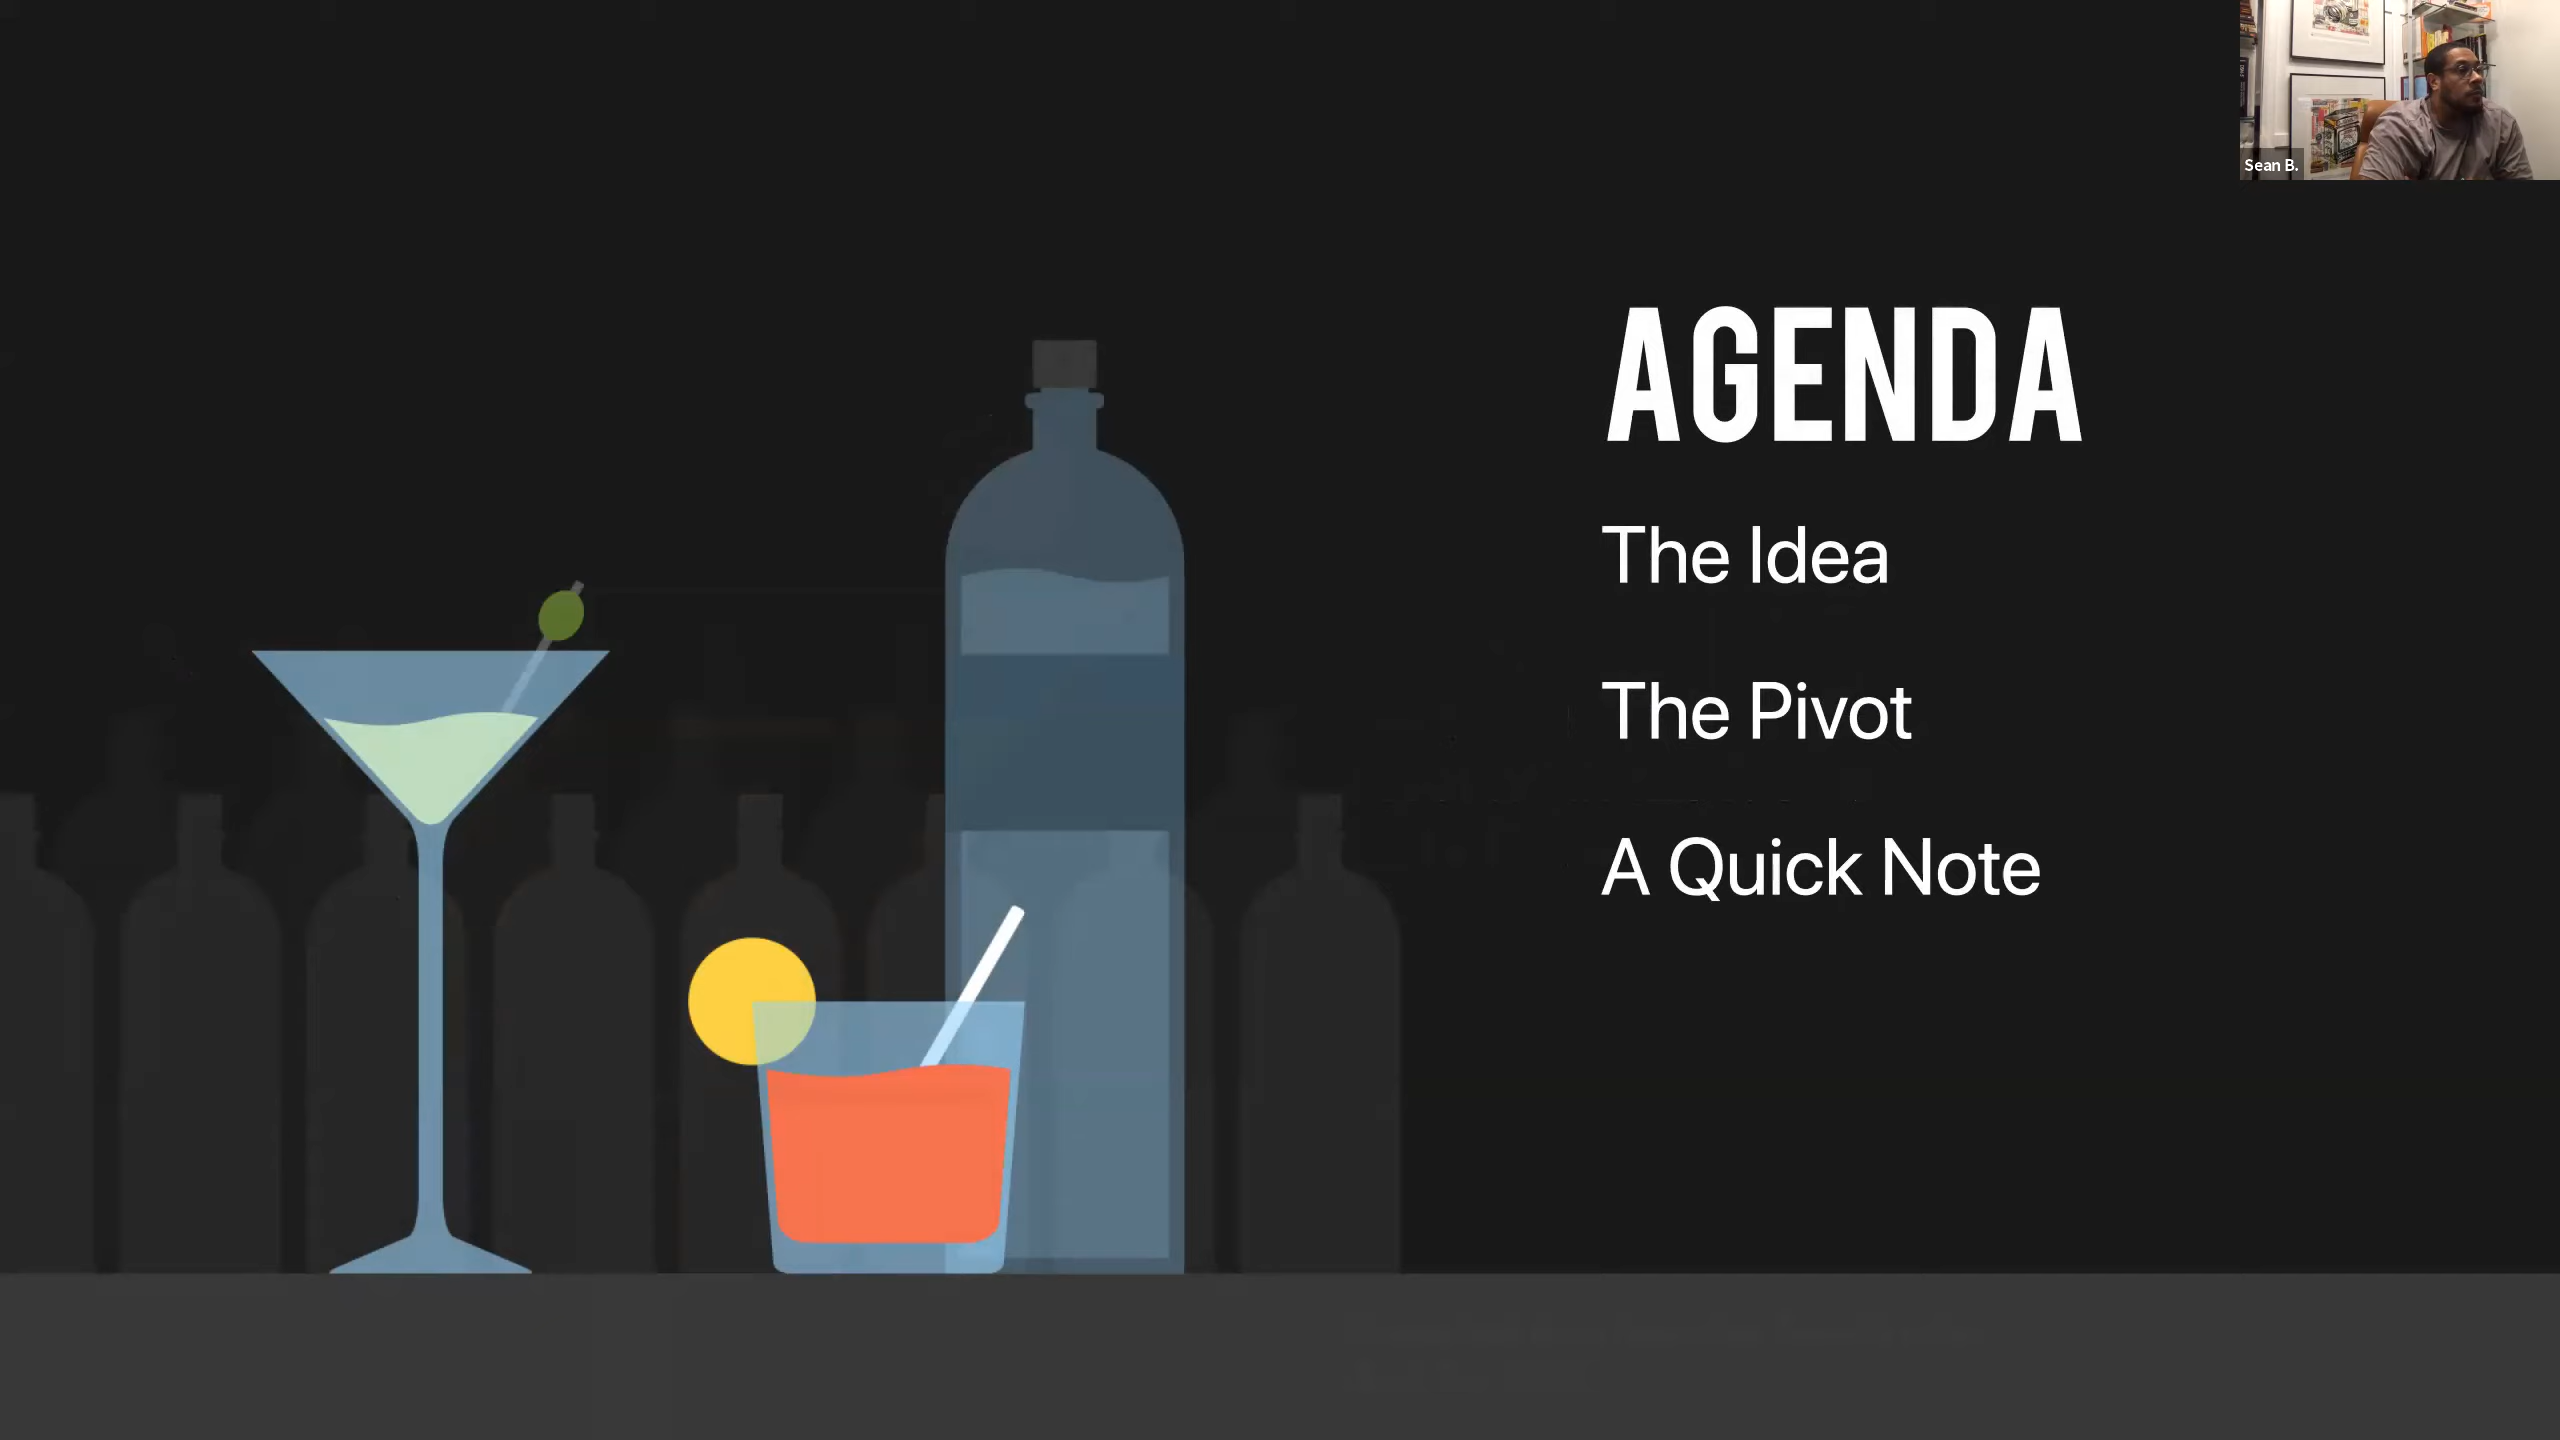 Sean B.
AGENDA
The Idea
The Pivot
A Quick Note